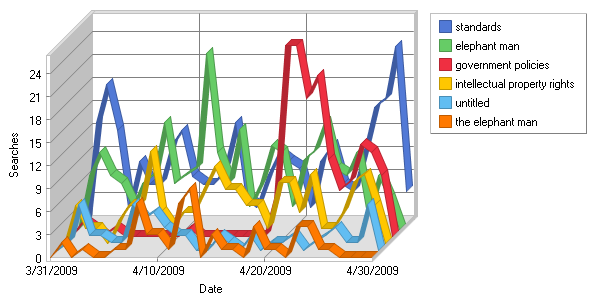 Searches
24
21
18
15
12
9
6
3
0
3/31/2009 4/10/2009 4/20/2009 4/30/2009
Date
standards
elephant man
government policies
intellectual property rights
untitled
the elephant man